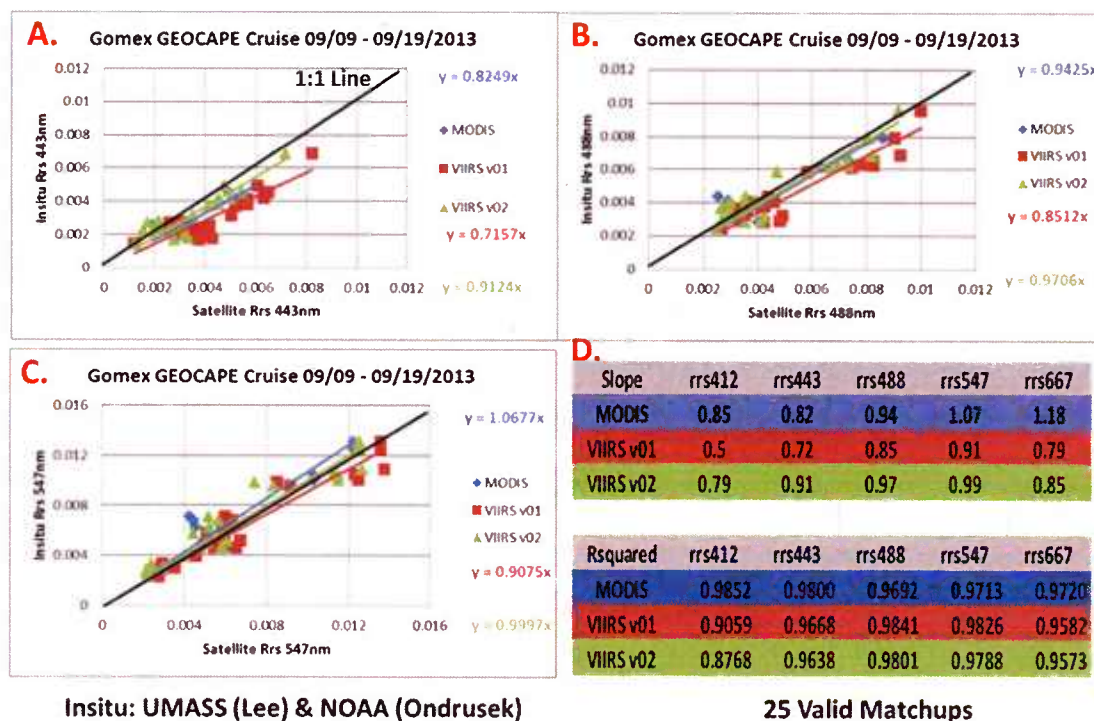 A.
Gomex GEOCAPE Cruise 09/09 - 09/19/2013
0.012
0.01
0.008
0.006
0.004
0.002
0
Insitu Rrs 443nm
1:1 Line
y = 0.8249x
MODIS
VIIRS v01
VIIRS v02
y = 0.7157x
y = 0.9124x
0 0.002 0.004 0.006 0.008 0.01 0.012
Satellite Rrs 443nm
B.
Gomex GEOCAPE Cruise 09/09 - 09/19/2013
0.012
0.01
0.008
0.006
0.004
0.002
0
Insitu Rrs 488nm
y = 0.9425x
MODIS
VIIRS v01
VIIRS v02
y = 0.8512x
y = 0.9706x
0 0.002 0.004 0.006 0.008 0.01 0.012
Satellite Rrs 488nm
C.
Gomex GEOCAPE Cruise 09/09 - 09/19/2013
0.016
0.012
0.008
0.004
0
Insitu Rrs 547nm
y = 1.0677x
MODIS
VIIRS v01
VIIRS v02
y = 0.9075x
y = 0.9997x
0 0.004 0.008 0.012 0.016
Satellite Rrs 547nm
D.
Slope rrs412 rrs443 rrs488 rrs547 rrs667
MODIS 0.85 0.82 0.94 1.07 1.18
VIIRS v01 0.5 0.72 0.85 0.91 0.79
VIIRS v02 0.79 0.91 0.97 0.99 0.85
Rsquared rrs412 rrs443 rrs488 rrs547 rrs667
MODIS 0.9852 0.9800 0.9692 0.9713 0.9720
VIIRS v01 0.9059 0.9668 0.9841 0.9826 0.9582
VIIRS v02 0.8768 0.9638 0.9801 0.9788 0.9573
Insitu: UMASS (Lee) & NOAA (Ondrusek)
25 Valid Matchups